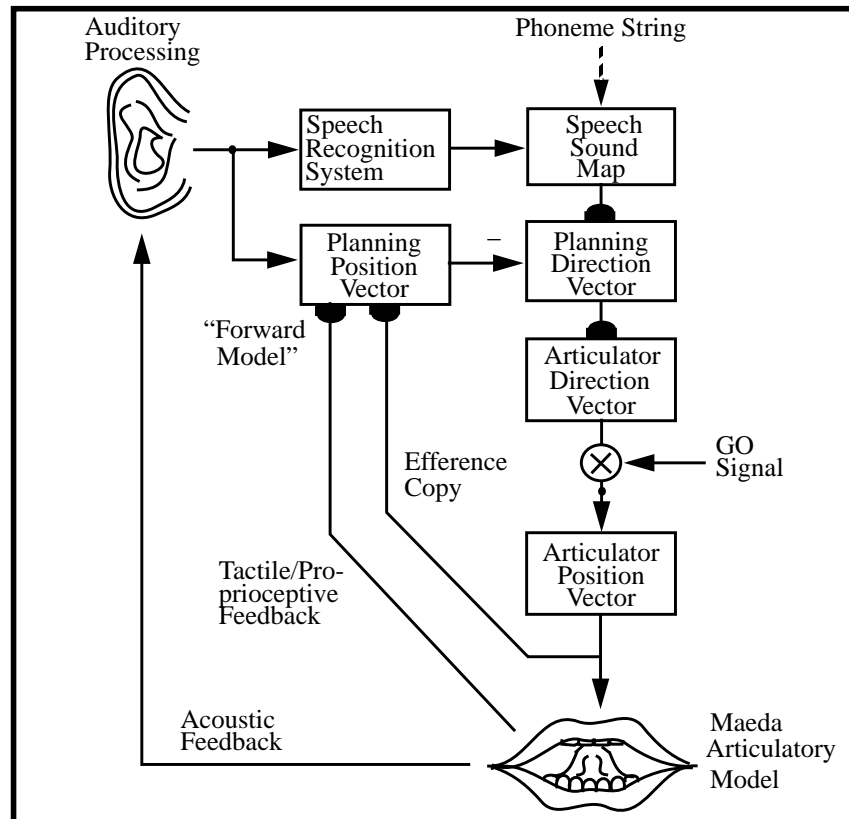 Auditory
Processing
Phoneme String
Speech
Recognition
System
Speech
Sound
Map
Planning
Position
Vector
–
Planning
Direction
Vector
“Forward
Model”
Articulator
Direction
Vector
GO
Signal
Efference
Copy
Articulator
Position
Vector
Tactile/Pro-
prioceptive
Feedback
Acoustic
Feedback
Maeda
Articulatory
Model